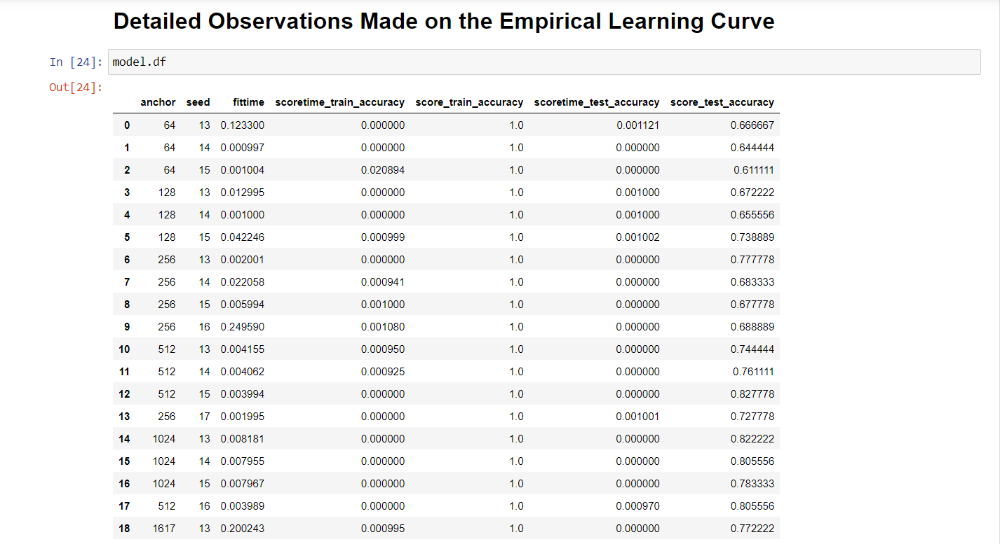 Detailed Observations Made on the Empirical Learning Curve
In [24]: model.df
Out[24]:
anchor seed fittime scoretime_train_accuracy score_train_accuracy scoretime_test_accuracy score_test_accuracy
0 64 13 0.123300 0.000000 1.0 0.001121 0.666667
1 64 14 0.000997 0.000000 1.0 0.000000 0.644444
2 64 15 0.001004 0.020894 1.0 0.000000 0.611111
3 128 13 0.012995 0.000000 1.0 0.001000 0.672222
4 128 14 0.001000 0.000000 1.0 0.001000 0.655556
5 128 15 0.042246 0.000999 1.0 0.001002 0.738889
6 256 13 0.002001 0.000000 1.0 0.000000 0.777778
7 256 14 0.022058 0.000941 1.0 0.000000 0.683333
8 256 15 0.005994 0.001000 1.0 0.000000 0.677778
9 256 16 0.249590 0.001080 1.0 0.000000 0.688889
10 512 13 0.004155 0.000950 1.0 0.000000 0.744444
11 512 14 0.004062 0.000925 1.0 0.000000 0.761111
12 512 15 0.003994 0.000000 1.0 0.000000 0.827778
13 256 17 0.001995 0.000000 1.0 0.001001 0.727778
14 1024 13 0.008181 0.000000 1.0 0.000000 0.822222
15 1024 14 0.007955 0.000000 1.0 0.000000 0.805556
16 1024 15 0.007967 0.000000 1.0 0.000000 0.783333
17 512 16 0.003989 0.000000 1.0 0.000970 0.805556
18 1617 13 0.200243 0.000995 1.0 0.000000 0.772222